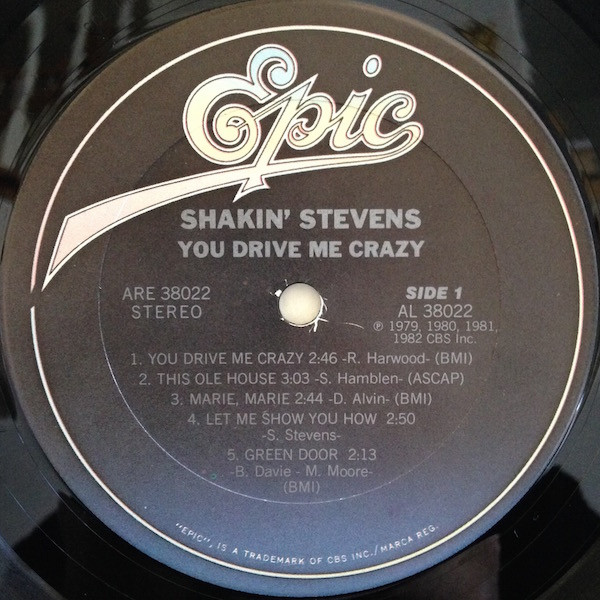 Epic
SHAKIN' STEVENS
YOU DRIVE ME CRAZY
ARE 38022
STEREO
SIDE 1
AL 38022
℗ 1979, 1980, 1981,
1982 CBS Inc.
1. YOU DRIVE ME CRAZY 2:46 -R. Harwood- (BMI)
2. THIS OLE HOUSE 3:03 -S. Hamblen- (ASCAP)
3. MARIE, MARIE 2:44 -D. Alvin- (BMI)
4. LET ME SHOW YOU HOW 2:50
-S. Stevens-
5. GREEN DOOR 2:13
-B. Davie - M. Moore-
(BMI)
"EPIC", IS A TRADEMARK OF CBS INC./MARCA REG.